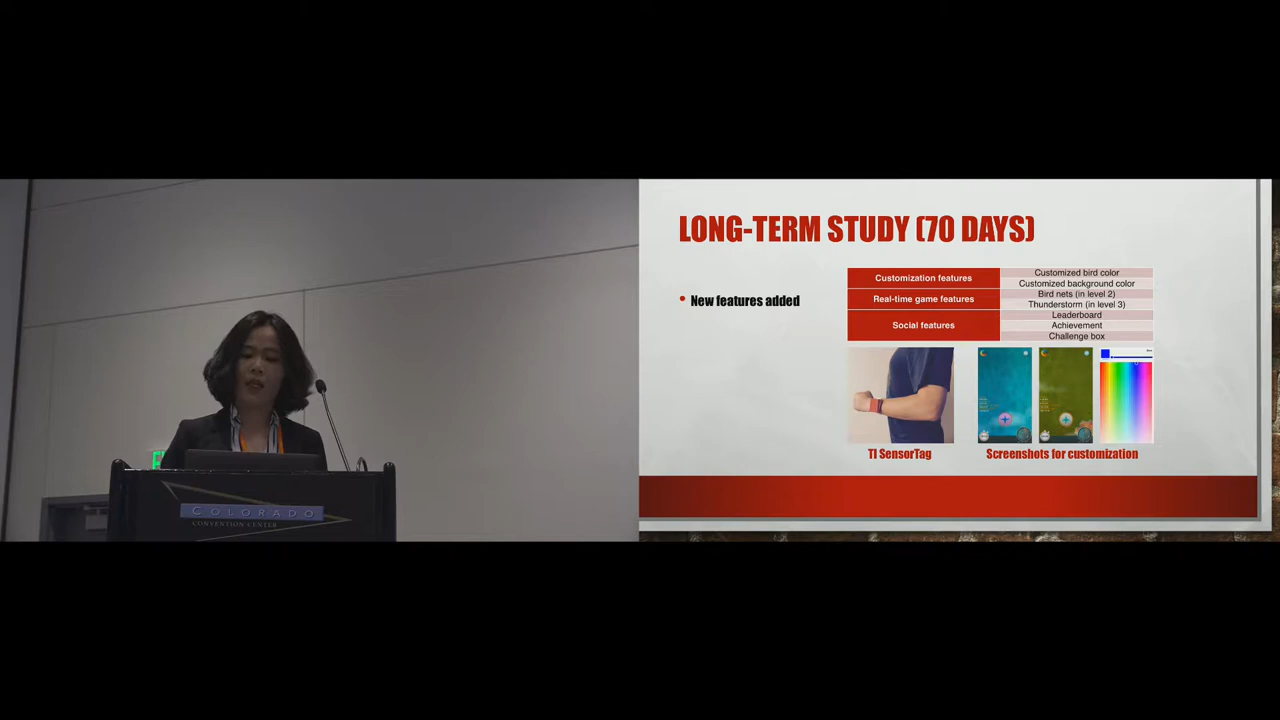 COLORADO
CONVENTION CENTER
LONG-TERM STUDY (70 DAYS)
• New features added
Customization features
Customized bird color
Customized background color
Real-time game features
Bird nets (in level 2)
Thunderstorm (in level 3)
Social features
Leaderboard
Achievement
Challenge box
TI SensorTag
Screenshots for customization